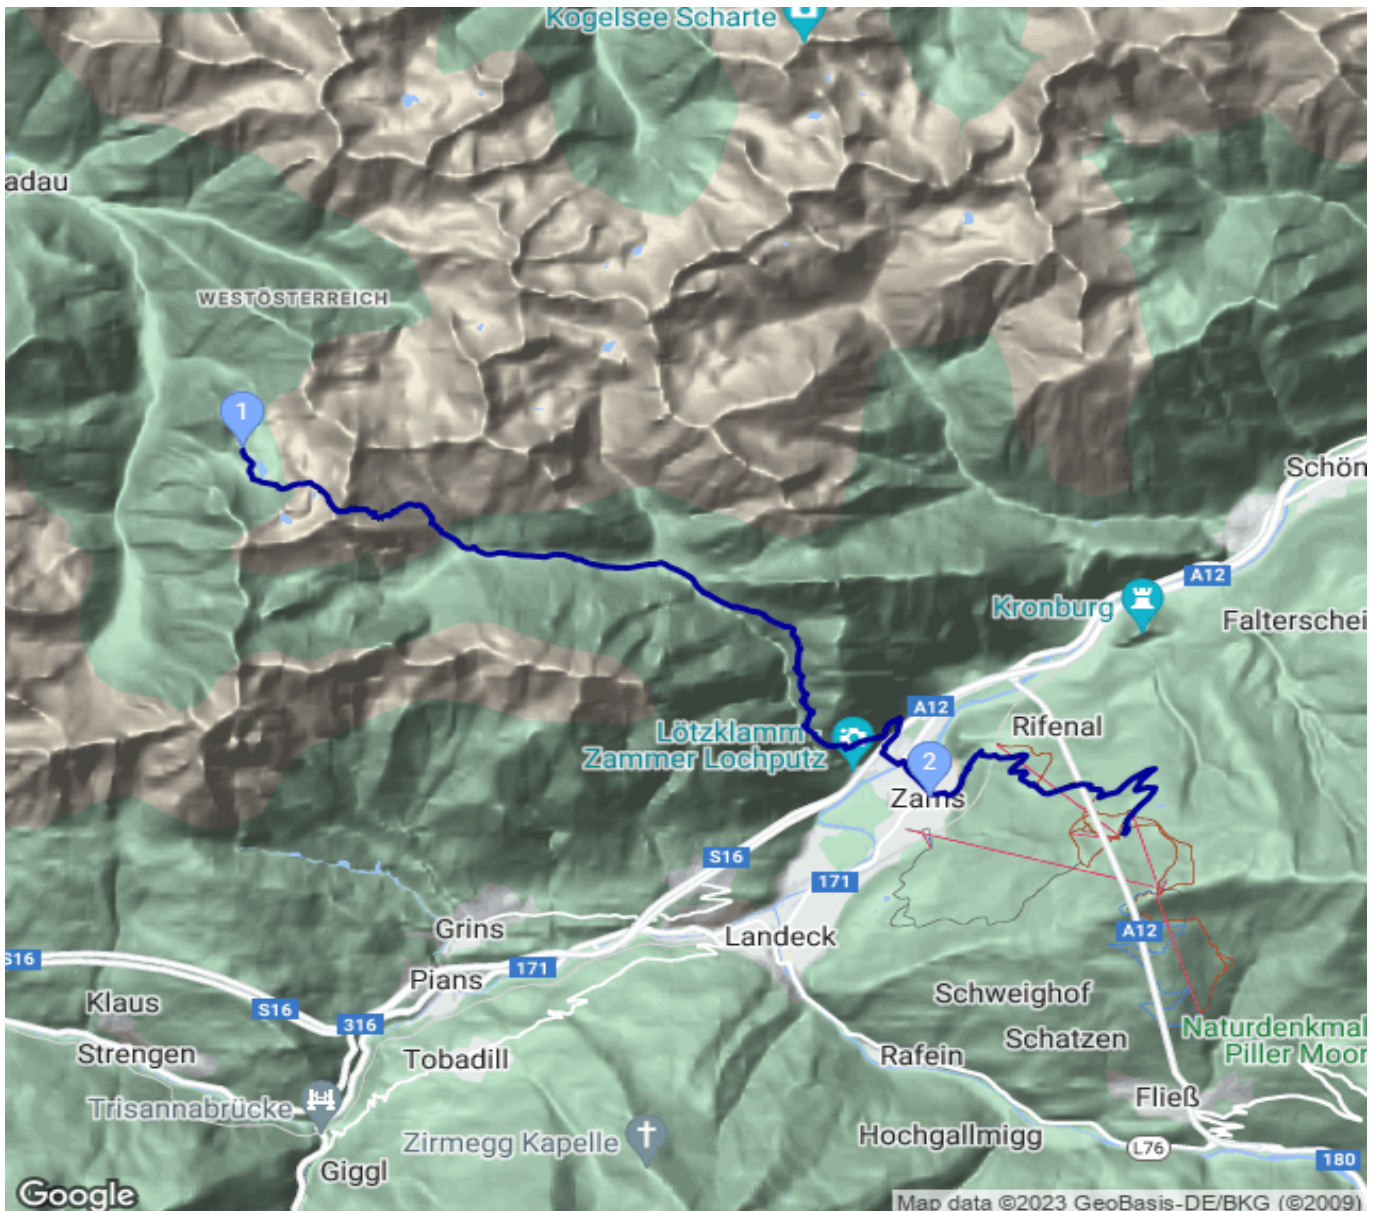 Kogelsee Scharte
adau
WESTÖSTERREICH
1
Schön
A12
Kronburg
Falterschei
A12
Rifenal
Lötzklamm
Zammer Lochputz
2
Zams
S16
171
Grins
Landeck
A12
S16
171
Pians
Klaus
S16
Schweighof
316
Schatzen
Naturdenkmal
Piller Moor
Strengen
Tobadill
Rafein
Trisannabrücke
Fließ
Zirmegg Kapelle
Hochgallmigg
L76
180
Giggl
Google
Map data ©2023 GeoBasis-DE/BKG (©2009)